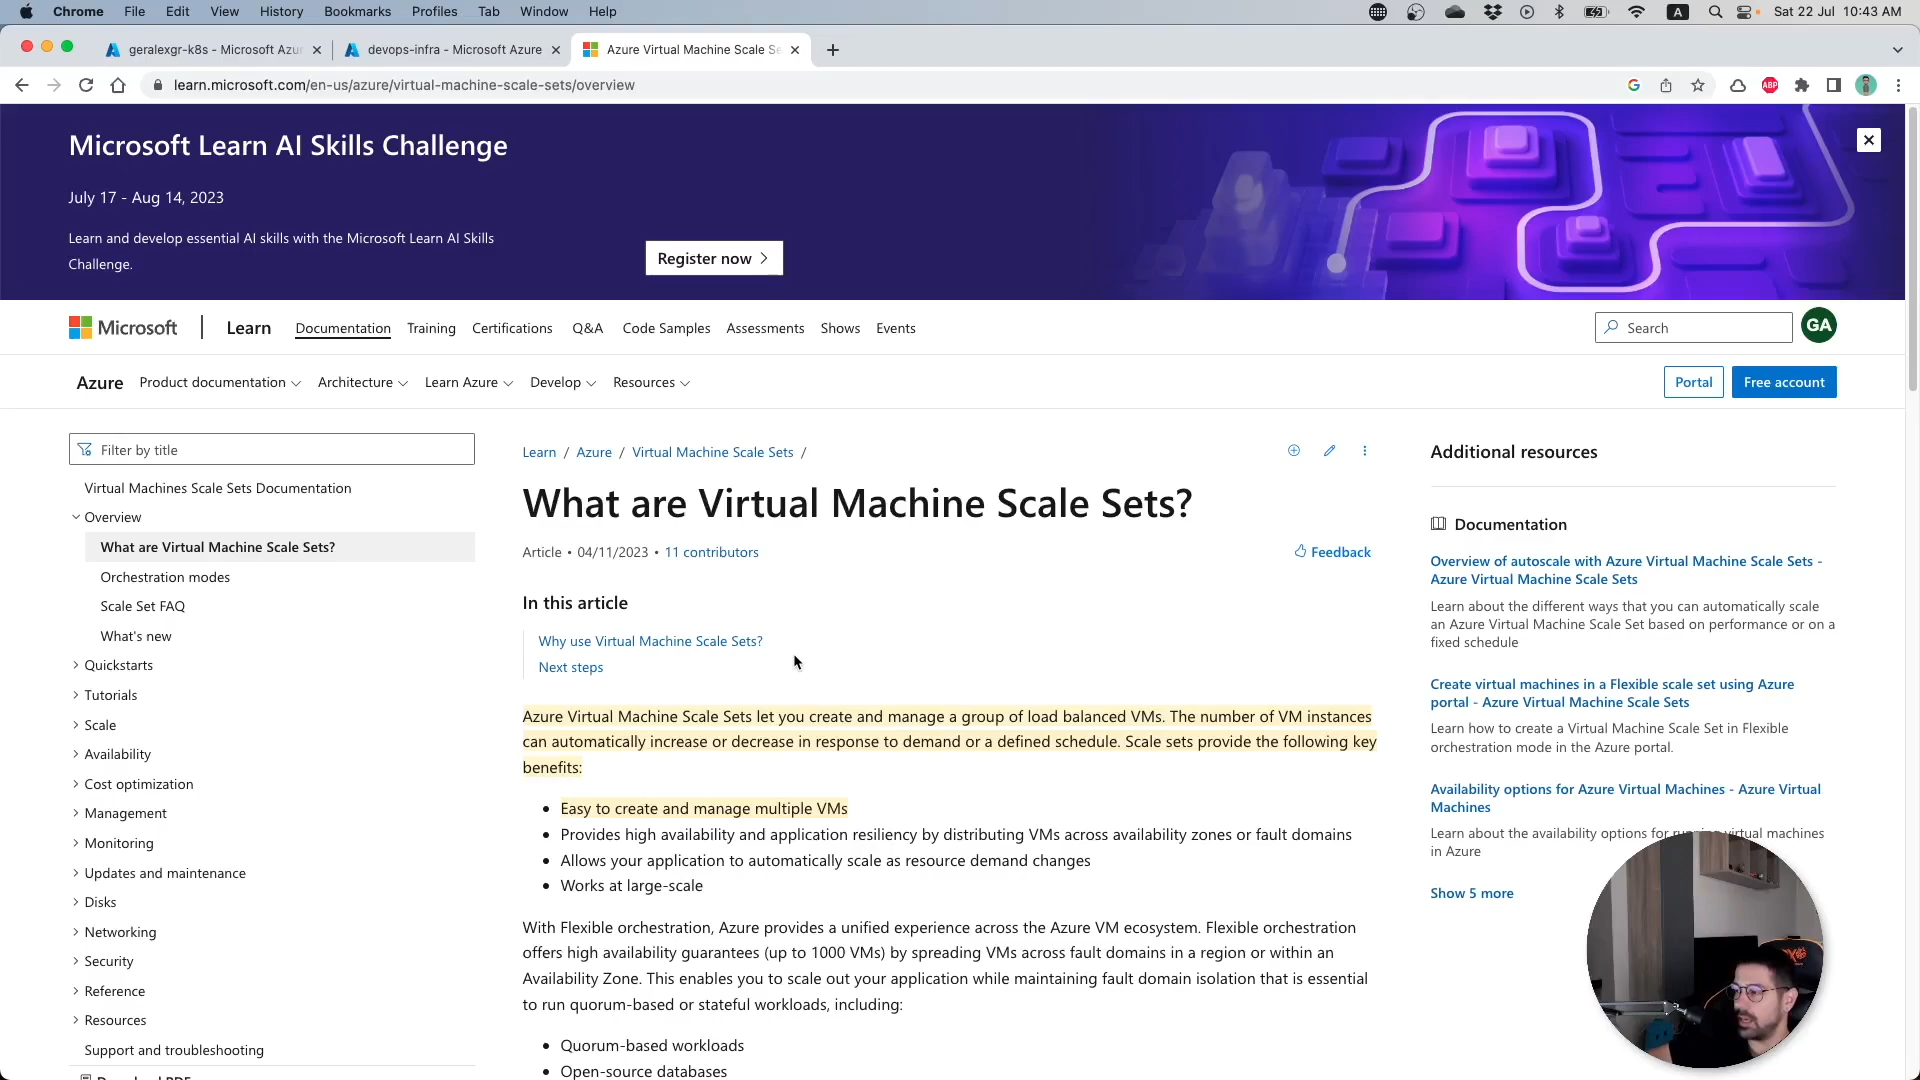 Chrome File Edit View History Bookmarks Profiles Tab Window Help
A Sat 22 Jul 10:43 AM
geralexgr-k8s - Microsoft Azur
devops-infra - Microsoft Azure
Azure Virtual Machine Scale Se
learn.microsoft.com/en-us/azure/virtual-machine-scale-sets/overview
ABP
Microsoft Learn AI Skills Challenge
July 17 - Aug 14, 2023
Learn and develop essential AI skills with the Microsoft Learn AI Skills
Challenge.
Register now
Microsoft Learn Documentation Training Certifications Q&A Code Samples Assessments Shows Events
Search
GA
Azure Product documentation Architecture Learn Azure Develop Resources
Portal Free account
Filter by title
Virtual Machines Scale Sets Documentation
Overview
What are Virtual Machine Scale Sets?
Orchestration modes
Scale Set FAQ
What's new
Quickstarts
Tutorials
Scale
Availability
Cost optimization
Management
Monitoring
Updates and maintenance
Disks
Networking
Security
Reference
Resources
Support and troubleshooting
Learn / Azure / Virtual Machine Scale Sets /
What are Virtual Machine Scale Sets?
Article • 04/11/2023 • 11 contributors
Feedback
In this article
Why use Virtual Machine Scale Sets?
Next steps
Azure Virtual Machine Scale Sets let you create and manage a group of load balanced VMs. The number of VM instances
can automatically increase or decrease in response to demand or a defined schedule. Scale sets provide the following key
benefits:
• Easy to create and manage multiple VMs
• Provides high availability and application resiliency by distributing VMs across availability zones or fault domains
• Allows your application to automatically scale as resource demand changes
• Works at large-scale
With Flexible orchestration, Azure provides a unified experience across the Azure VM ecosystem. Flexible orchestration
offers high availability guarantees (up to 1000 VMs) by spreading VMs across fault domains in a region or within an
Availability Zone. This enables you to scale out your application while maintaining fault domain isolation that is essential
to run quorum-based or stateful workloads, including:
• Quorum-based workloads
• Open-source databases
Additional resources
Documentation
Overview of autoscale with Azure Virtual Machine Scale Sets -
Azure Virtual Machine Scale Sets
Learn about the different ways that you can automatically scale
an Azure Virtual Machine Scale Set based on performance or on a
fixed schedule
Create virtual machines in a Flexible scale set using Azure
portal - Azure Virtual Machine Scale Sets
Learn how to create a Virtual Machine Scale Set in Flexible
orchestration mode in the Azure portal.
Availability options for Azure Virtual Machines - Azure Virtual
Machines
Learn about the availability options for virtual machines
in Azure
Show 5 more